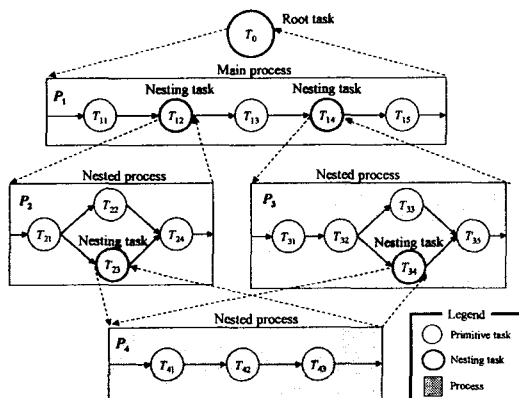 Root task
T0
Main process
P1
Nesting task
Nesting task
T11
T12
T13
T14
T15
Nested process
P2
T21
T22
Nesting task
T23
T24
Nested process
P3
T31
T32
T33
Nesting task
T34
T35
Nested process
P4
T41
T42
T43
Legend
Primitive task
Nesting task
Process